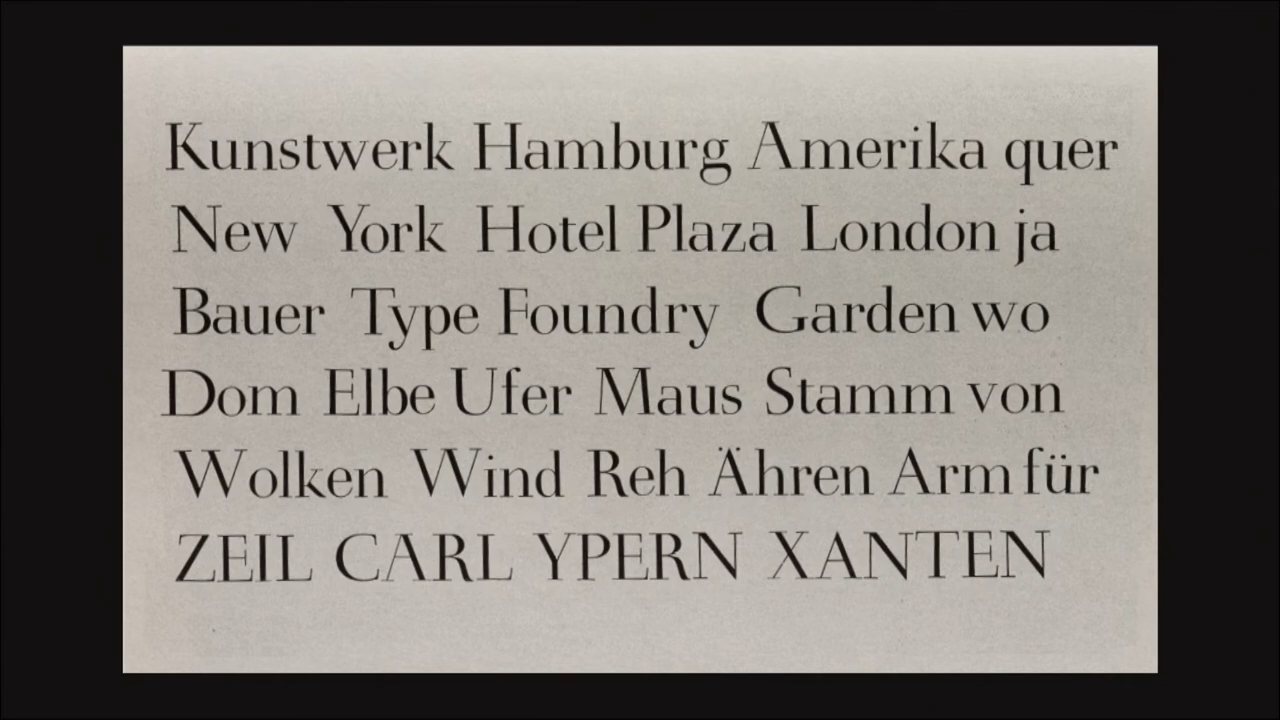 Kunstwerk Hamburg Amerika quer
New York Hotel Plaza London ja
Bauer Type Foundry Garden wo
Dom Elbe Ufer Maus Stamm von
Wolken Wind Reh Ähren Arm für
ZEIL CARL YPERN XANTEN